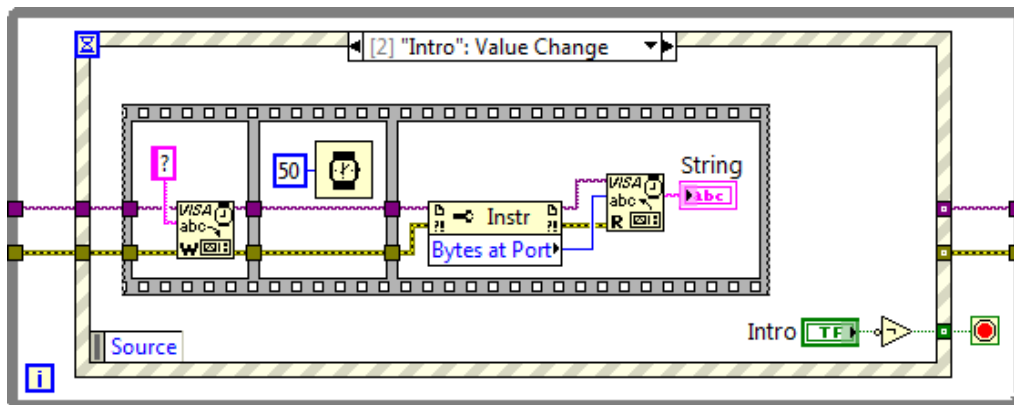 [2] "Intro": Value Change
?
50
VISA
abc
W
Instr
Bytes at Port
VISA
abc
R
String
abc
Intro
TF
Source
i